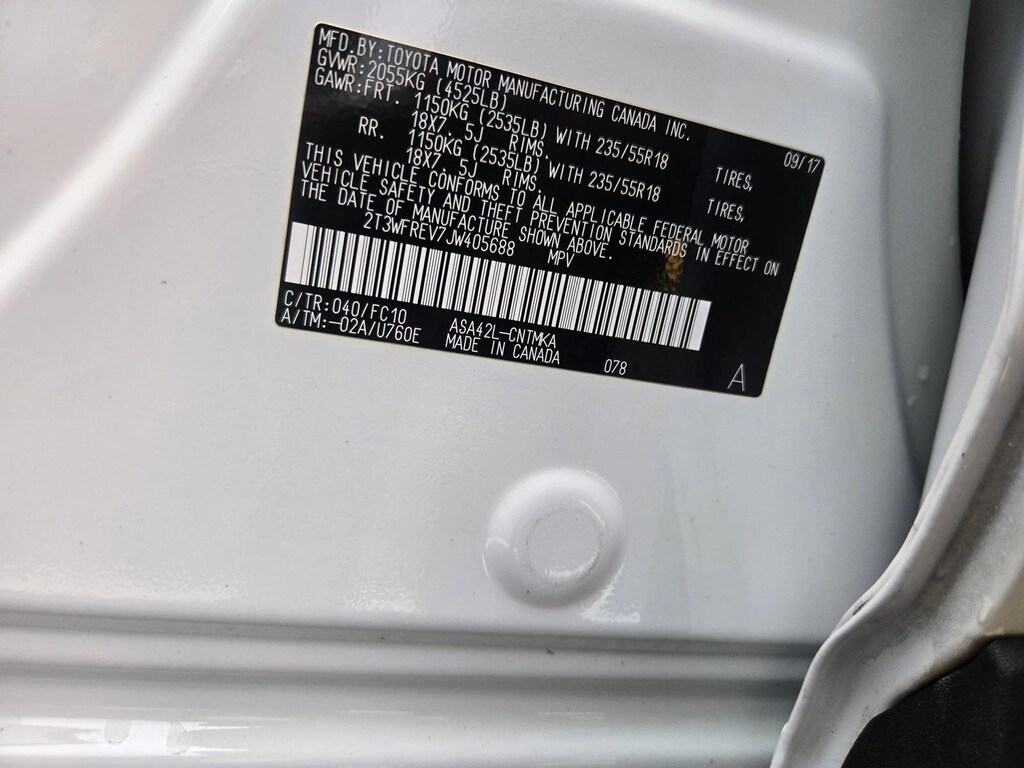 MFD.BY:TOYOTA MOTOR MANUFACTURING CANADA INC.
GVWR:2055KG (4525LB) 09/17
GAWR:FRT. 1150KG (2535LB) WITH 235/55R18 TIRES,
18X7.5J RIMS.
RR. 1150KG (2535LB) WITH 235/55R18 TIRES,
18X7.5J RIMS.
THIS VEHICLE CONFORMS TO ALL APPLICABLE FEDERAL MOTOR
VEHICLE SAFETY AND THEFT PREVENTION STANDARDS IN EFFECT ON
THE DATE OF MANUFACTURE SHOWN ABOVE.
2T3WFREV7JW405688 MPV
C/TR:040/FC10 ASA42L-CNTMKA
A/TM:-02A/U760E MADE IN CANADA 078 A